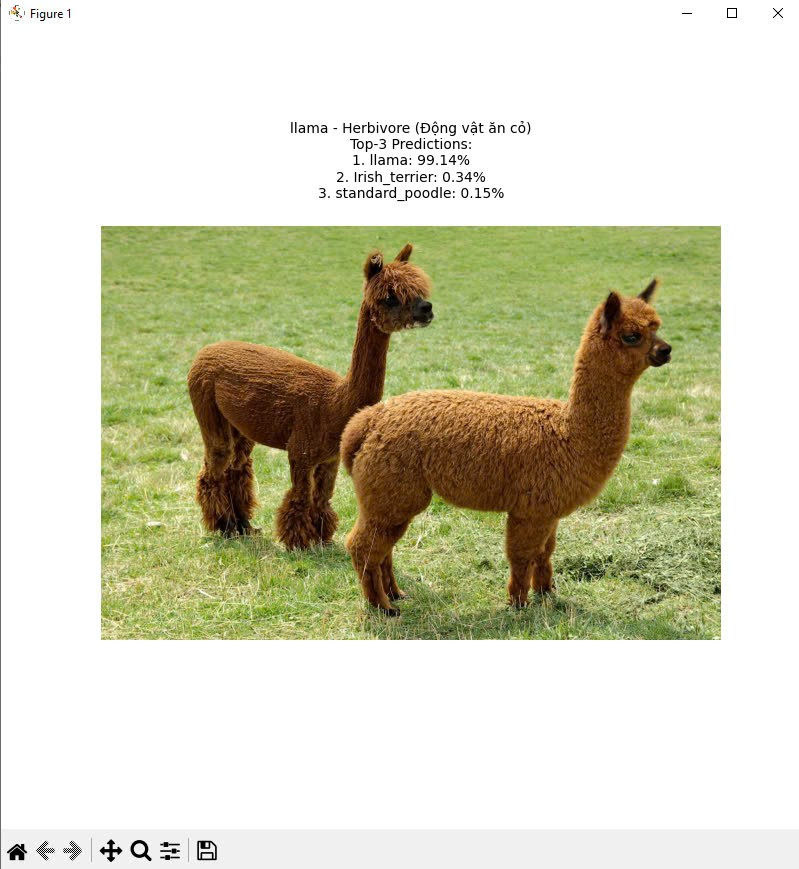 Figure 1
llama - Herbivore (Động vật ăn cỏ)
Top-3 Predictions:
1. llama: 99.14%
2. Irish_terrier: 0.34%
3. standard_poodle: 0.15%